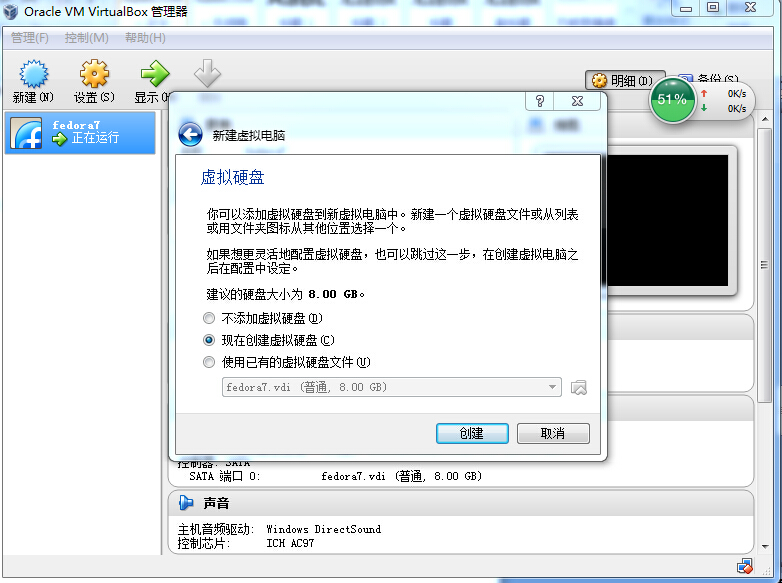 Oracle VM VirtualBox 管理器
管理(F) 控制(M) 帮助(H)
新建(N) 设置(S) 显示(
明细(D) 备份(S)
51% 0K/s
0K/s
fedora7
正在运行
新建虚拟电脑
虚拟硬盘
你可以添加虚拟硬盘到新虚拟电脑中。新建一个虚拟硬盘文件或从列表
或用文件夹图标从其他位置选择一个。
如果想更灵活地配置虚拟硬盘，也可以跳过这一步，在创建虚拟电脑之
后在配置中设定。
建议的硬盘大小为 8.00 GB。
不添加虚拟硬盘(D)
现在创建虚拟硬盘(C)
使用已有的虚拟硬盘文件(U)
fedora7.vdi (普通, 8.00 GB)
创建 取消
控制器: SATA
SATA 端口 0: fedora7.vdi (普通, 8.00 GB)
声音
主机音频驱动: Windows DirectSound
控制芯片: ICH AC97